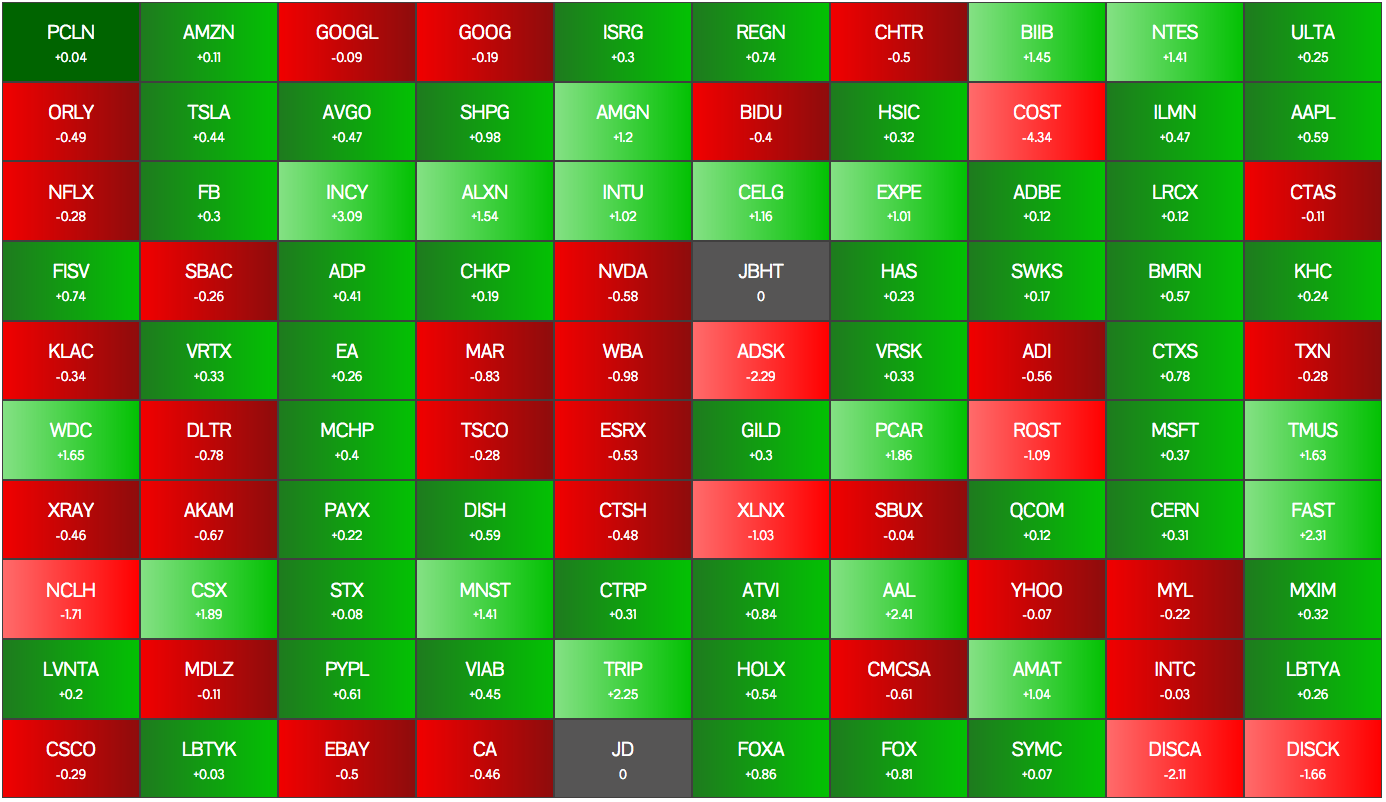 PCLN AMZN GOOGL GOOG ISRG REGN CHTR BIIB NTES ULTA
+0.04 +0.11 -0.09 -0.19 +0.3 +0.74 -0.5 +1.45 +1.41 +0.25
ORLY TSLA AVGO SHPG AMGN BIDU HSIC COST ILMN AAPL
-0.49 +0.44 +0.47 +0.98 +1.2 -0.4 +0.32 -4.34 +0.47 +0.59
NFLX FB INCY ALXN INTU CELG EXPE ADBE LRCX CTAS
-0.28 +0.3 +3.09 +1.54 +1.02 +1.16 +1.01 +0.12 +0.12 -0.11
FISV SBAC ADP CHKP NVDA JBHT HAS SWKS BMRN KHC
+0.74 -0.26 +0.41 +0.19 -0.58 0 +0.23 +0.17 +0.57 +0.24
KLAC VRTX EA MAR WBA ADSK VRSK ADI CTXS TXN
-0.34 +0.33 +0.26 -0.83 -0.98 -2.29 +0.33 -0.56 +0.78 -0.28
WDC DLTR MCHP TSCO ESRX GILD PCAR ROST MSFT TMUS
+1.65 -0.78 +0.4 -0.28 -0.53 +0.3 +1.86 -1.09 +0.37 +1.63
XRAY AKAM PAYX DISH CTSH XLNX SBUX QCOM CERN FAST
-0.46 -0.67 +0.22 +0.59 -0.48 -1.03 -0.04 +0.12 +0.31 +2.31
NCLH CSX STX MNST CTRP ATVI AAL YHOO MYL MXIM
-1.71 +1.89 +0.08 +1.41 +0.31 +0.84 +2.41 -0.07 -0.22 +0.32
LVNTA MDLZ PYPL VIAB TRIP HOLX CMCSA AMAT INTC LBTYA
+0.2 -0.11 +0.61 +0.45 +2.25 +0.54 -0.61 +1.04 -0.03 +0.26
CSCO LBTYK EBAY CA JD FOXA FOX SYMC DISCA DISCK
-0.29 +0.03 -0.5 -0.46 0 +0.86 +0.81 +0.07 -2.11 -1.66